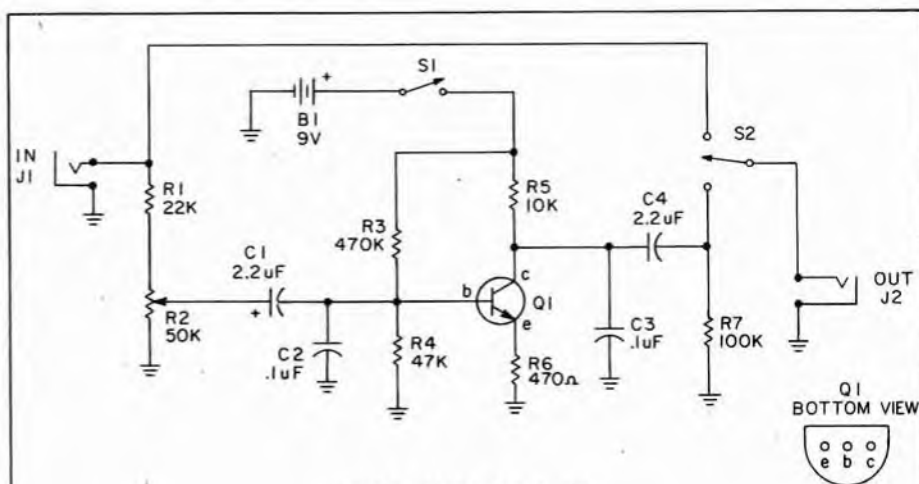 S1
+
B1
9V
S2
IN
J1
R1
22K
R5
10K
C4
2.2uF
R3
470K
C1
2.2uF
+
b
c
e
Q1
OUT
J2
R2
50K
C2
.1uF
R4
47K
R6
470Ω
C3
.1uF
R7
100K
Q1
BOTTOM VIEW
e b c